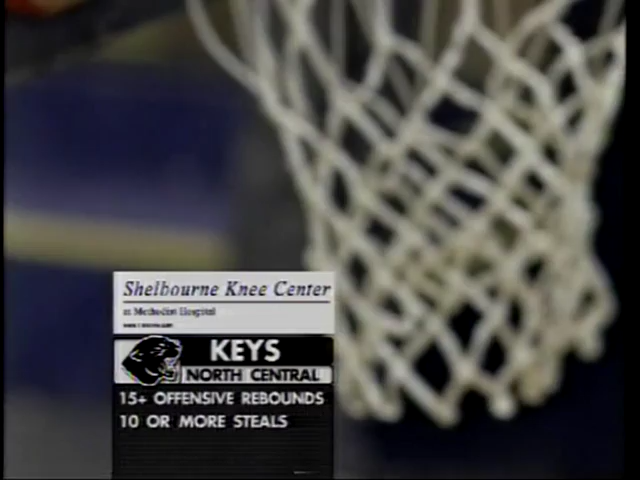 Shelbourne Knee Center
at Methodist Hospital
KEYS
NORTH CENTRAL
15+ OFFENSIVE REBOUNDS
10 OR MORE STEALS